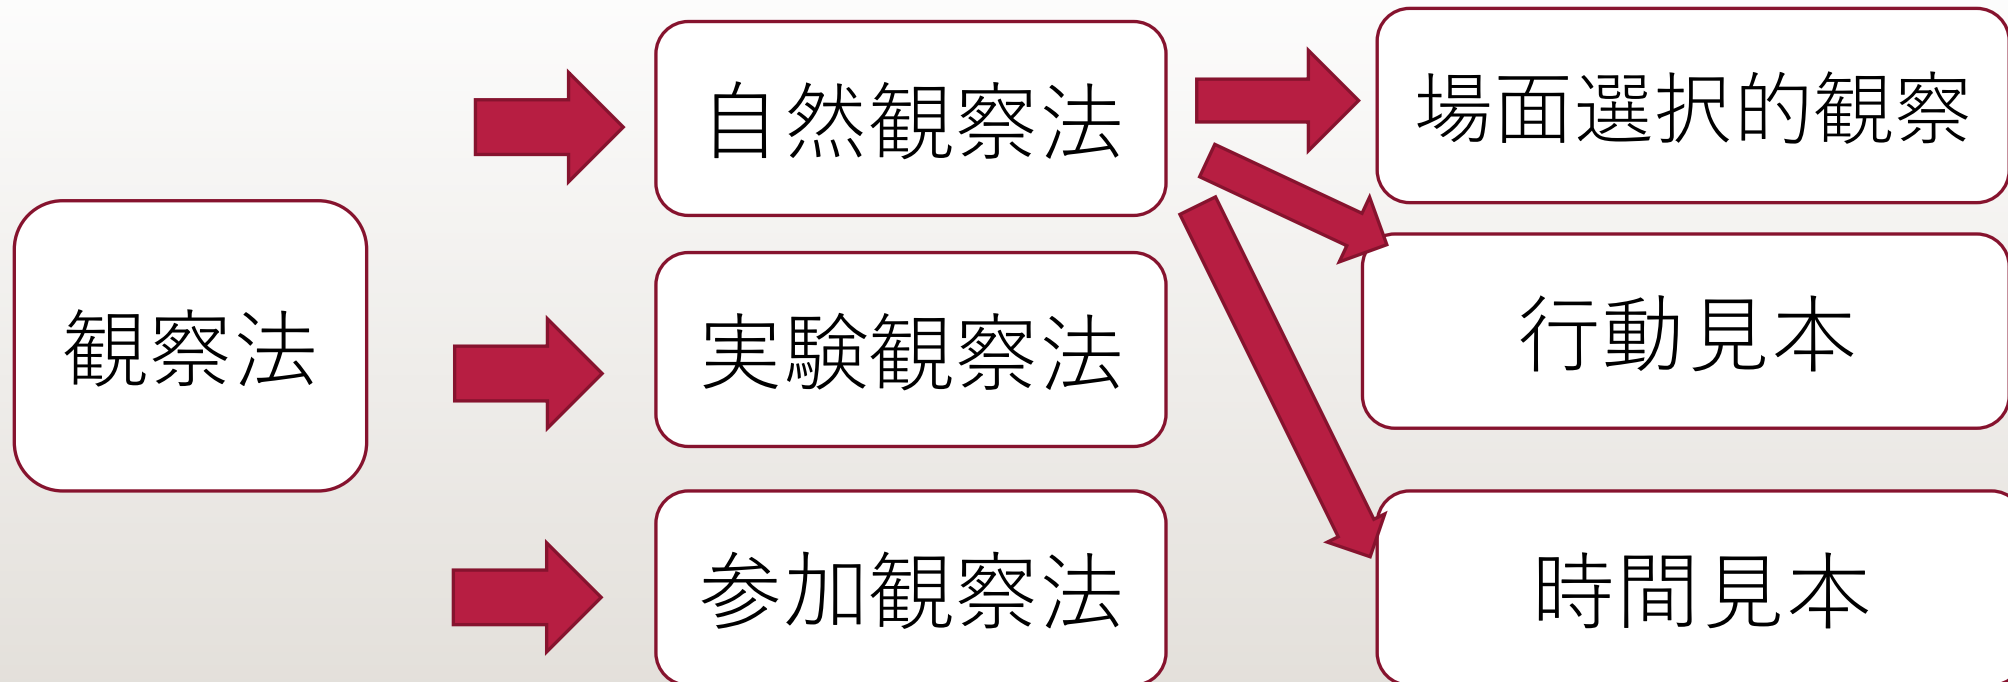 観察法
自然観察法
実験観察法
参加観察法
場面選択的観察
行動見本
時間見本